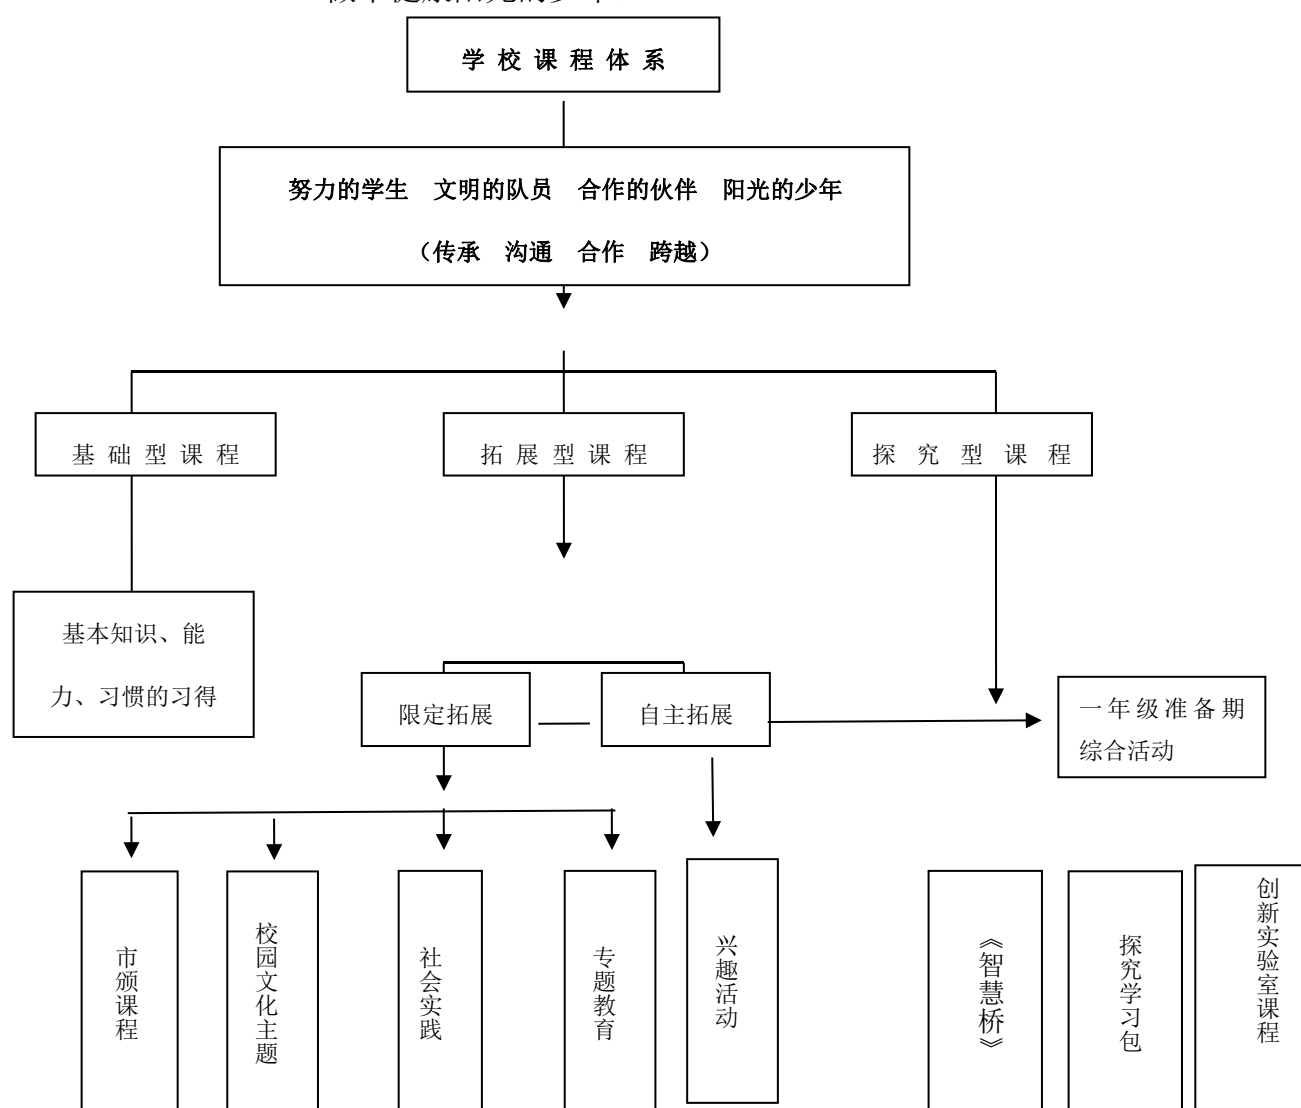 学校课程体系
努力的学生 文明的队员 合作的伙伴 阳光的少年
（传承 沟通 合作 跨越）
基础型课程
拓展型课程
探究型课程
基本知识、能
力、习惯的习得
限定拓展
自主拓展
一年级准备期
综合活动
市颁课程
校园文化主题
社会实践
专题教育
兴趣活动
《智慧桥》
探究学习包
创新实验室课程